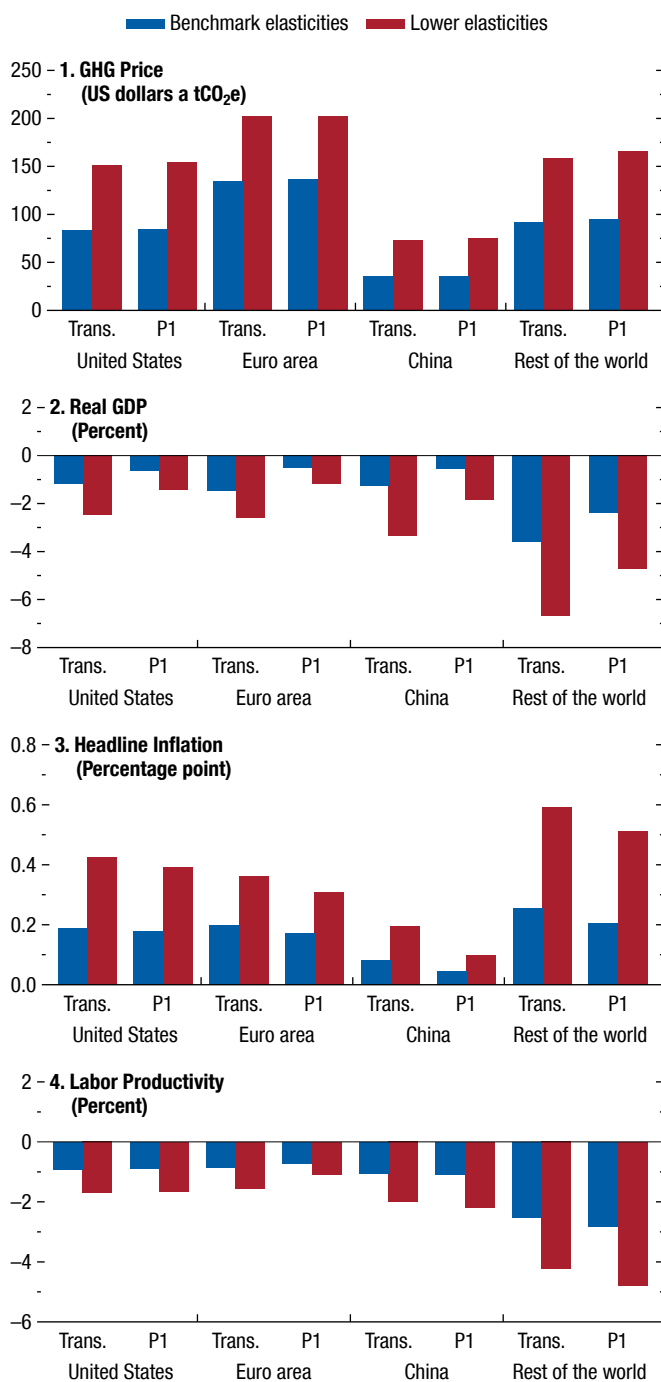 Benchmark elasticities Lower elasticities
1. GHG Price
(US dollars a tCO₂e)
250
200
150
100
50
0
Trans. P1 Trans. P1 Trans. P1 Trans. P1
United States Euro area China Rest of the world
2. Real GDP
(Percent)
2
0
–2
–4
–6
–8
Trans. P1 Trans. P1 Trans. P1 Trans. P1
United States Euro area China Rest of the world
3. Headline Inflation
(Percentage point)
0.8
0.6
0.4
0.2
0.0
Trans. P1 Trans. P1 Trans. P1 Trans. P1
United States Euro area China Rest of the world
4. Labor Productivity
(Percent)
2
0
–2
–4
–6
Trans. P1 Trans. P1 Trans. P1 Trans. P1
United States Euro area China Rest of the world